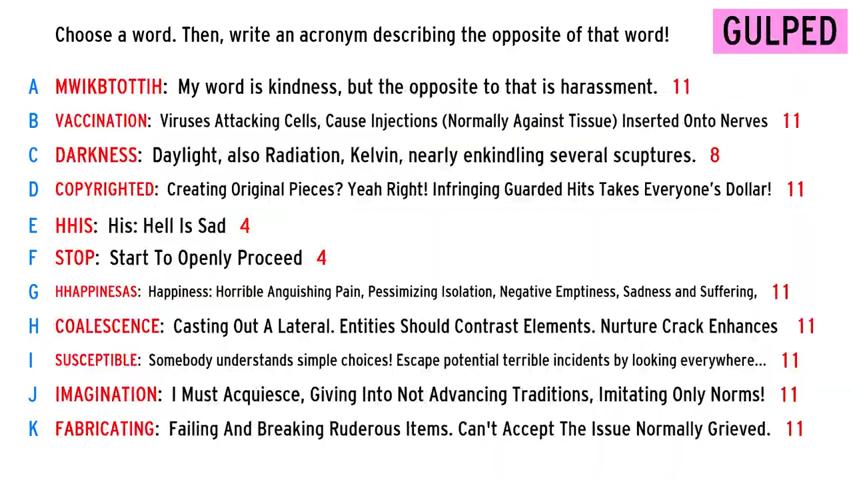 Choose a word. Then, write an acronym describing the opposite of that word!
GULPED
A MWIKBTOTTIH: My word is kindness, but the opposite to that is harassment. 11
B VACCINATION: Viruses Attacking Cells, Cause Injections (Normally Against Tissue) Inserted Onto Nerves 11
C DARKNESS: Daylight, also Radiation, Kelvin, nearly enkindling several scuptures. 8
D COPYRIGHTED: Creating Original Pieces? Yeah Right! Infringing Guarded Hits Takes Everyone's Dollar! 11
E HHIS: His: Hell Is Sad 4
F STOP: Start To Openly Proceed 4
G HHAPPINESAS: Happiness: Horrible Anguishing Pain, Pessimizing Isolation, Negative Emptiness, Sadness and Suffering, 11
H COALESCENCE: Casting Out A Lateral. Entities Should Contrast Elements. Nurture Crack Enhances 11
I SUSCEPTIBLE: Somebody understands simple choices! Escape potential terrible incidents by looking everywhere... 11
J IMAGINATION: I Must Acquiesce, Giving Into Not Advancing Traditions, Imitating Only Norms! 11
K FABRICATING: Failing And Breaking Ruderous Items. Can't Accept The Issue Normally Grieved. 11